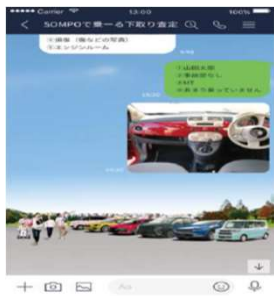 Carrier 13:00 100%
SOMPOで乗ーる下取り査定
④損傷（傷などの写真）
⑤エンジンルーム
①山田太郎
②事故歴なし
③AT
④あまり乗っていません
Aa